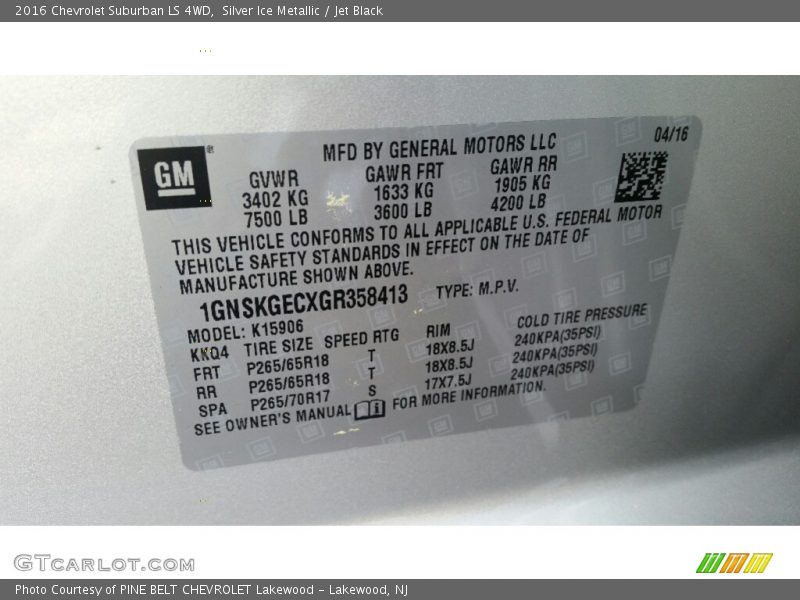 2016 Chevrolet Suburban LS 4WD, Silver Ice Metallic / Jet Black
GM®
MFD BY GENERAL MOTORS LLC
04/16
GVWR GAWR FRT GAWR RR
3402 KG 1633 KG 1905 KG
7500 LB 3600 LB 4200 LB
THIS VEHICLE CONFORMS TO ALL APPLICABLE U.S. FEDERAL MOTOR
VEHICLE SAFETY STANDARDS IN EFFECT ON THE DATE OF
MANUFACTURE SHOWN ABOVE.
1GNSKGECXGR358413 TYPE: M.P.V.
MODEL: K15906
KKQ4 TIRE SIZE SPEED RTG RIM COLD TIRE PRESSURE
FRT P265/65R18 T 18X8.5J 240KPA(35PSI)
RR P265/65R18 T 18X8.5J 240KPA(35PSI)
SPA P265/70R17 S 17X7.5J 240KPA(35PSI)
SEE OWNER'S MANUAL FOR MORE INFORMATION.
GTcarlot.com
Photo Courtesy of PINE BELT CHEVROLET Lakewood - Lakewood, NJ